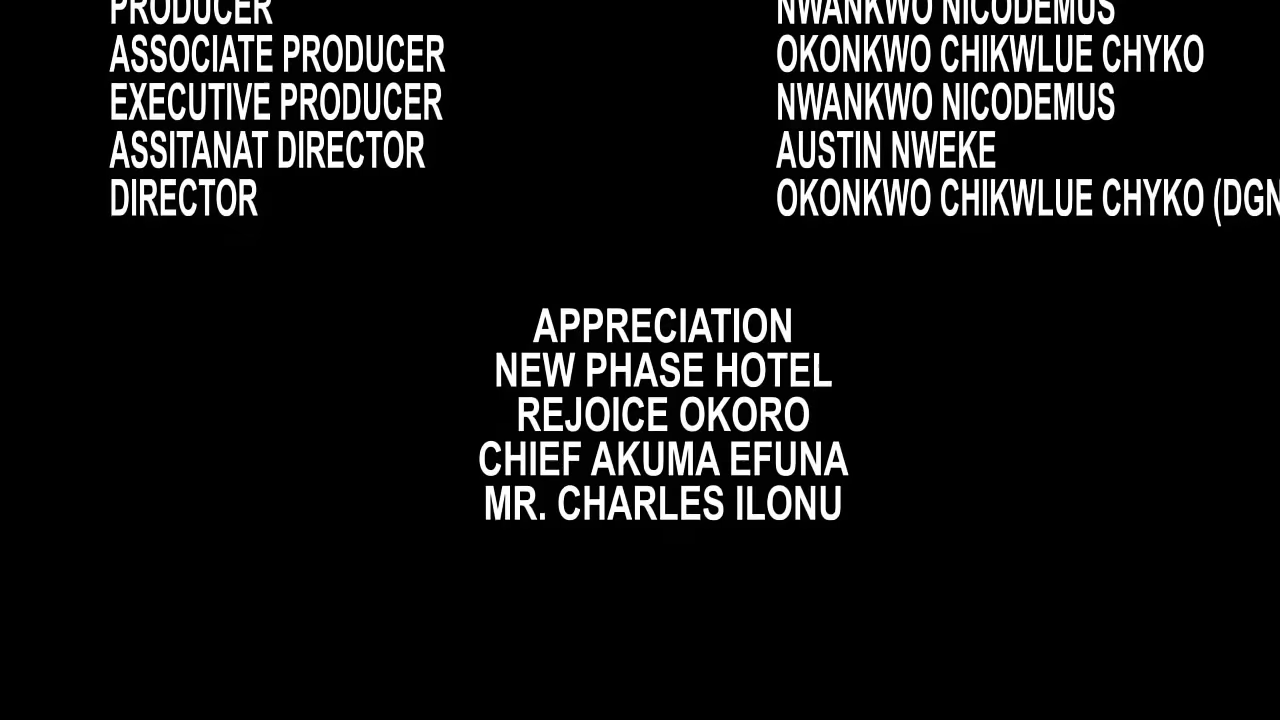 PRODUCER NWANKWO NICODEMUS
ASSOCIATE PRODUCER OKONKWO CHIKWLUE CHYKO
EXECUTIVE PRODUCER NWANKWO NICODEMUS
ASSITANAT DIRECTOR AUSTIN NWEKE
DIRECTOR OKONKWO CHIKWLUE CHYKO (DGN
APPRECIATION
NEW PHASE HOTEL
REJOICE OKORO
CHIEF AKUMA EFUNA
MR. CHARLES ILONU